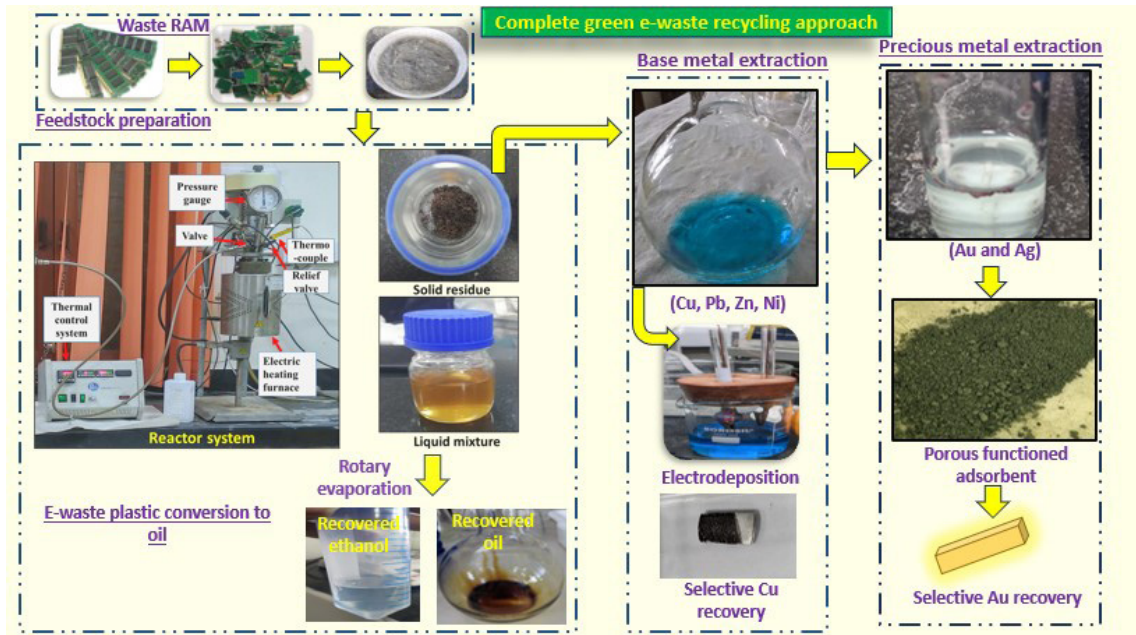 Complete green e-waste recycling approach
Waste RAM
Feedstock preparation
Pressure
gauge
Valve
Thermo
-couple
Relief
valve
Thermal
control
system
Electric
heating
furnace
Reactor system
Solid residue
Liquid mixture
Rotary
evaporation
E-waste plastic conversion to
oil
Recovered
ethanol
Recovered
oil
Base metal extraction
(Cu, Pb, Zn, Ni)
BOROSIL
Electrodeposition
Selective Cu
recovery
Precious metal extraction
(Au and Ag)
Porous functioned
adsorbent
Selective Au recovery